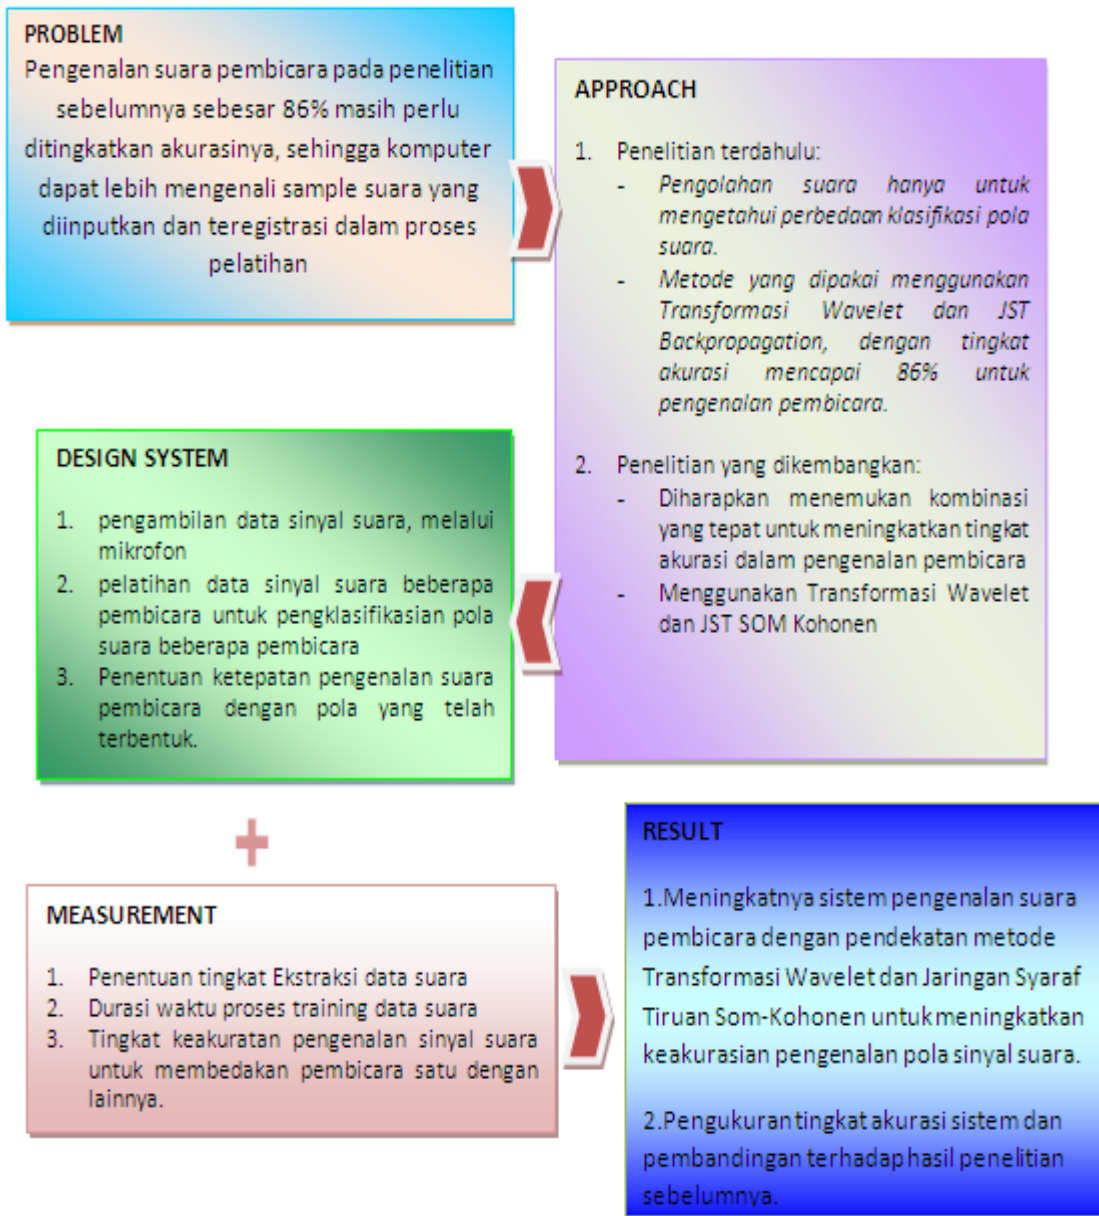 PROBLEM
Pengenalan suara pembicara pada penelitian
sebelumnya sebesar 86% masih perlu
ditingkatkan akurasinya, sehingga komputer
dapat lebih mengenali sample suara yang
diinputkan dan teregistrasi dalam proses
pelatihan
APPROACH
1. Penelitian terdahulu:
- Pengolahan suara hanya untuk
mengetahui perbedaan klasifikasi pola
suara.
- Metode yang dipakai menggunakan
Transformasi Wavelet dan JST
Backpropagation, dengan tingkat
akurasi mencapai 86% untuk
pengenalan pembicara.
2. Penelitian yang dikembangkan:
- Diharapkan menemukan kombinasi
yang tepat untuk meningkatkan tingkat
akurasi dalam pengenalan pembicara
- Menggunakan Transformasi Wavelet
dan JST SOM Kohonen
DESIGN SYSTEM
1. pengambilan data sinyal suara, melalui
mikrofon
2. pelatihan data sinyal suara beberapa
pembicara untuk pengklasifikasian pola
suara beberapa pembicara
3. Penentuan ketepatan pengenalan suara
pembicara dengan pola yang telah
terbentuk.
+
MEASUREMENT
1. Penentuan tingkat Ekstraksi data suara
2. Durasi waktu proses training data suara
3. Tingkat keakuratan pengenalan sinyal suara
untuk membedakan pembicara satu dengan
lainnya.
RESULT
1.Meningkatnya sistem pengenalan suara
pembicara dengan pendekatan metode
Transformasi Wavelet dan Jaringan Syaraf
Tiruan Som-Kohonen untuk meningkatkan
keakurasian pengenalan pola sinyal suara.
2.Pengukuran tingkat akurasi sistem dan
pembandingan terhadap hasil penelitian
sebelumnya.